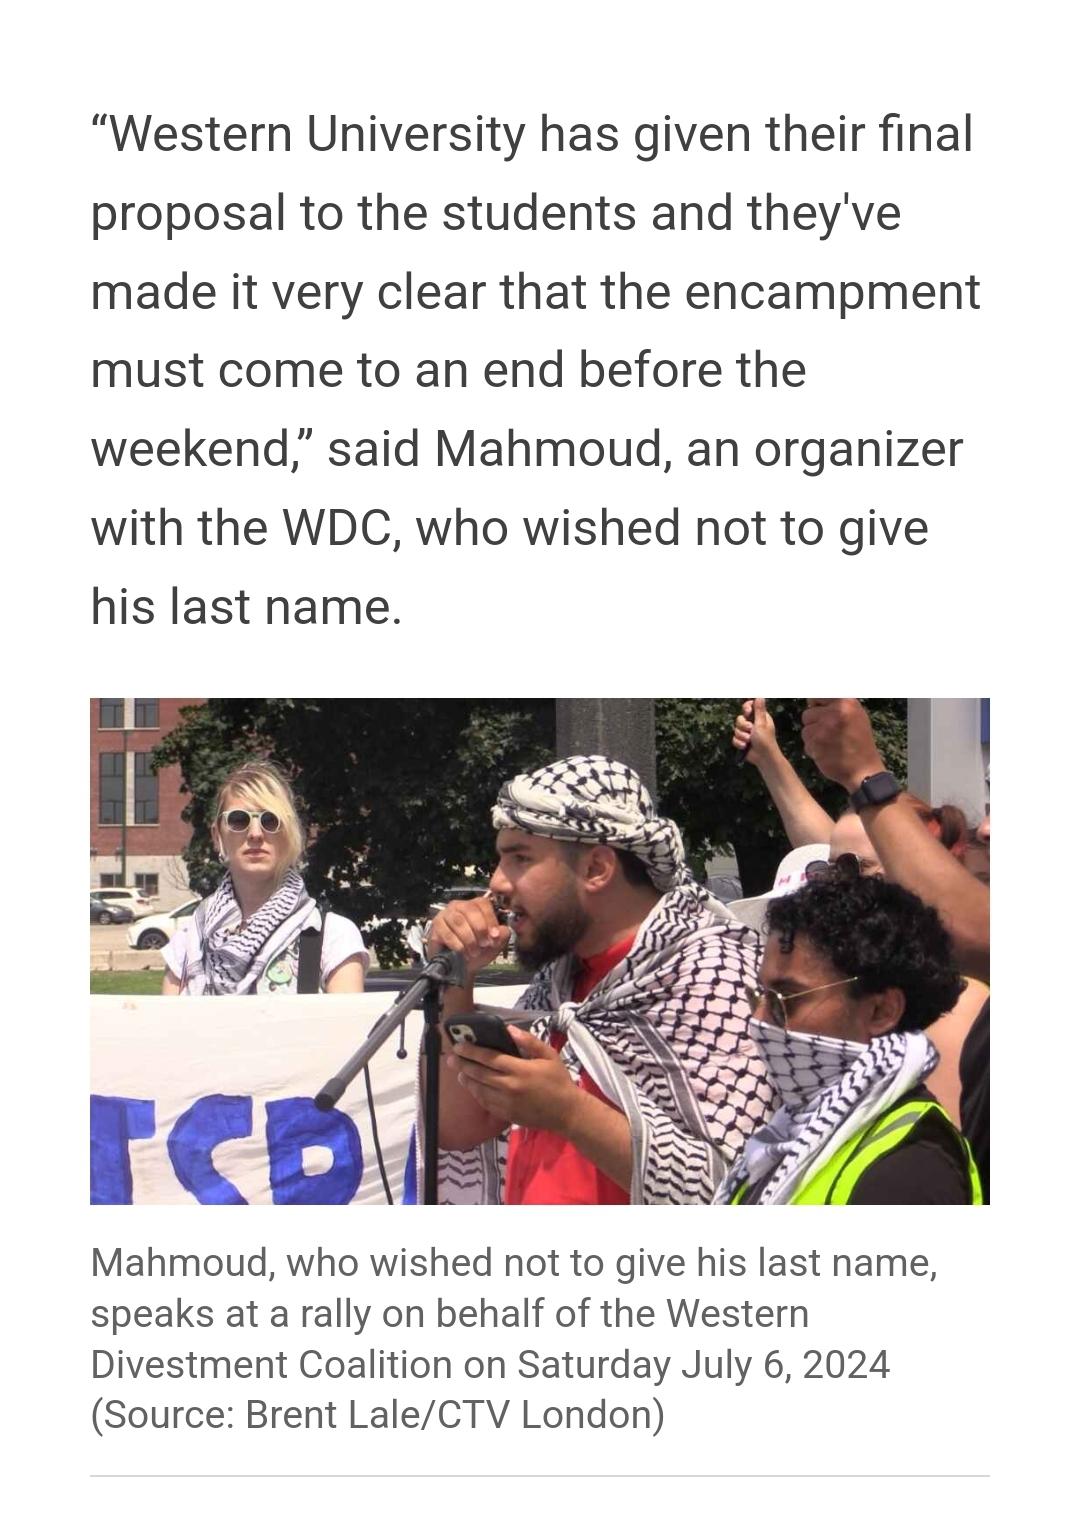 “Western University has given their final
proposal to the students and they've
made it very clear that the encampment
must come to an end before the
weekend,” said Mahmoud, an organizer
with the WDC, who wished not to give
his last name.
TSP
Mahmoud, who wished not to give his last name,
speaks at a rally on behalf of the Western
Divestment Coalition on Saturday July 6, 2024
(Source: Brent Lale/CTV London)